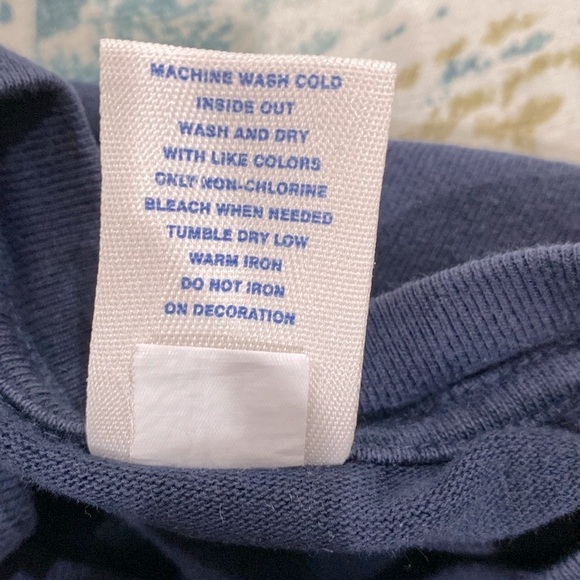 MACHINE WASH COLD
INSIDE OUT
WASH AND DRY
WITH LIKE COLORS
ONLY NON-CHLORINE
BLEACH WHEN NEEDED
TUMBLE DRY LOW
WARM IRON
DO NOT IRON
ON DECORATION